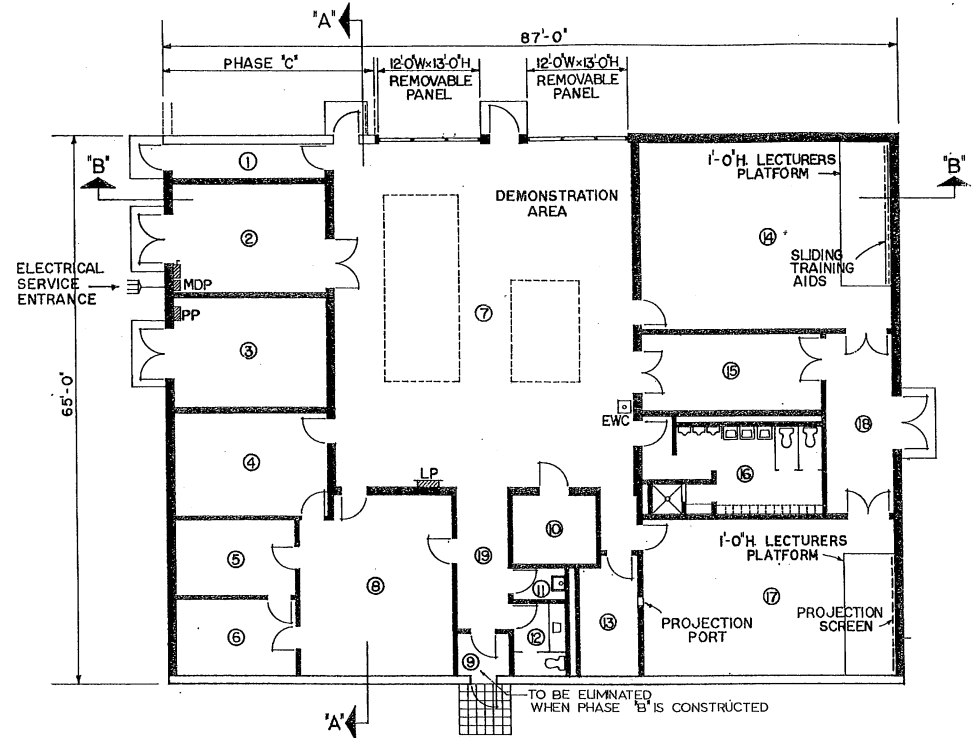 "A"
87'-0"
PHASE "C"
12'-0"W×13'-0"H
REMOVABLE
PANEL
12'-0"W×13'-0"H
REMOVABLE
PANEL
"B"
"B"
1
1'-0"H. LECTURERS
PLATFORM
DEMONSTRATION
AREA
2
14
SLIDING
TRAINING
AIDS
ELECTRICAL
SERVICE
ENTRANCE
MDP
PP
7
3
15
65'-0"
EWC
18
4
LP
16
10
1'-0"H. LECTURERS
PLATFORM
5
19
8
11
17
13
6
12
PROJECTION
PORT
PROJECTION
SCREEN
9
TO BE ELIMINATED
WHEN PHASE "B" IS CONSTRUCTED
"A"